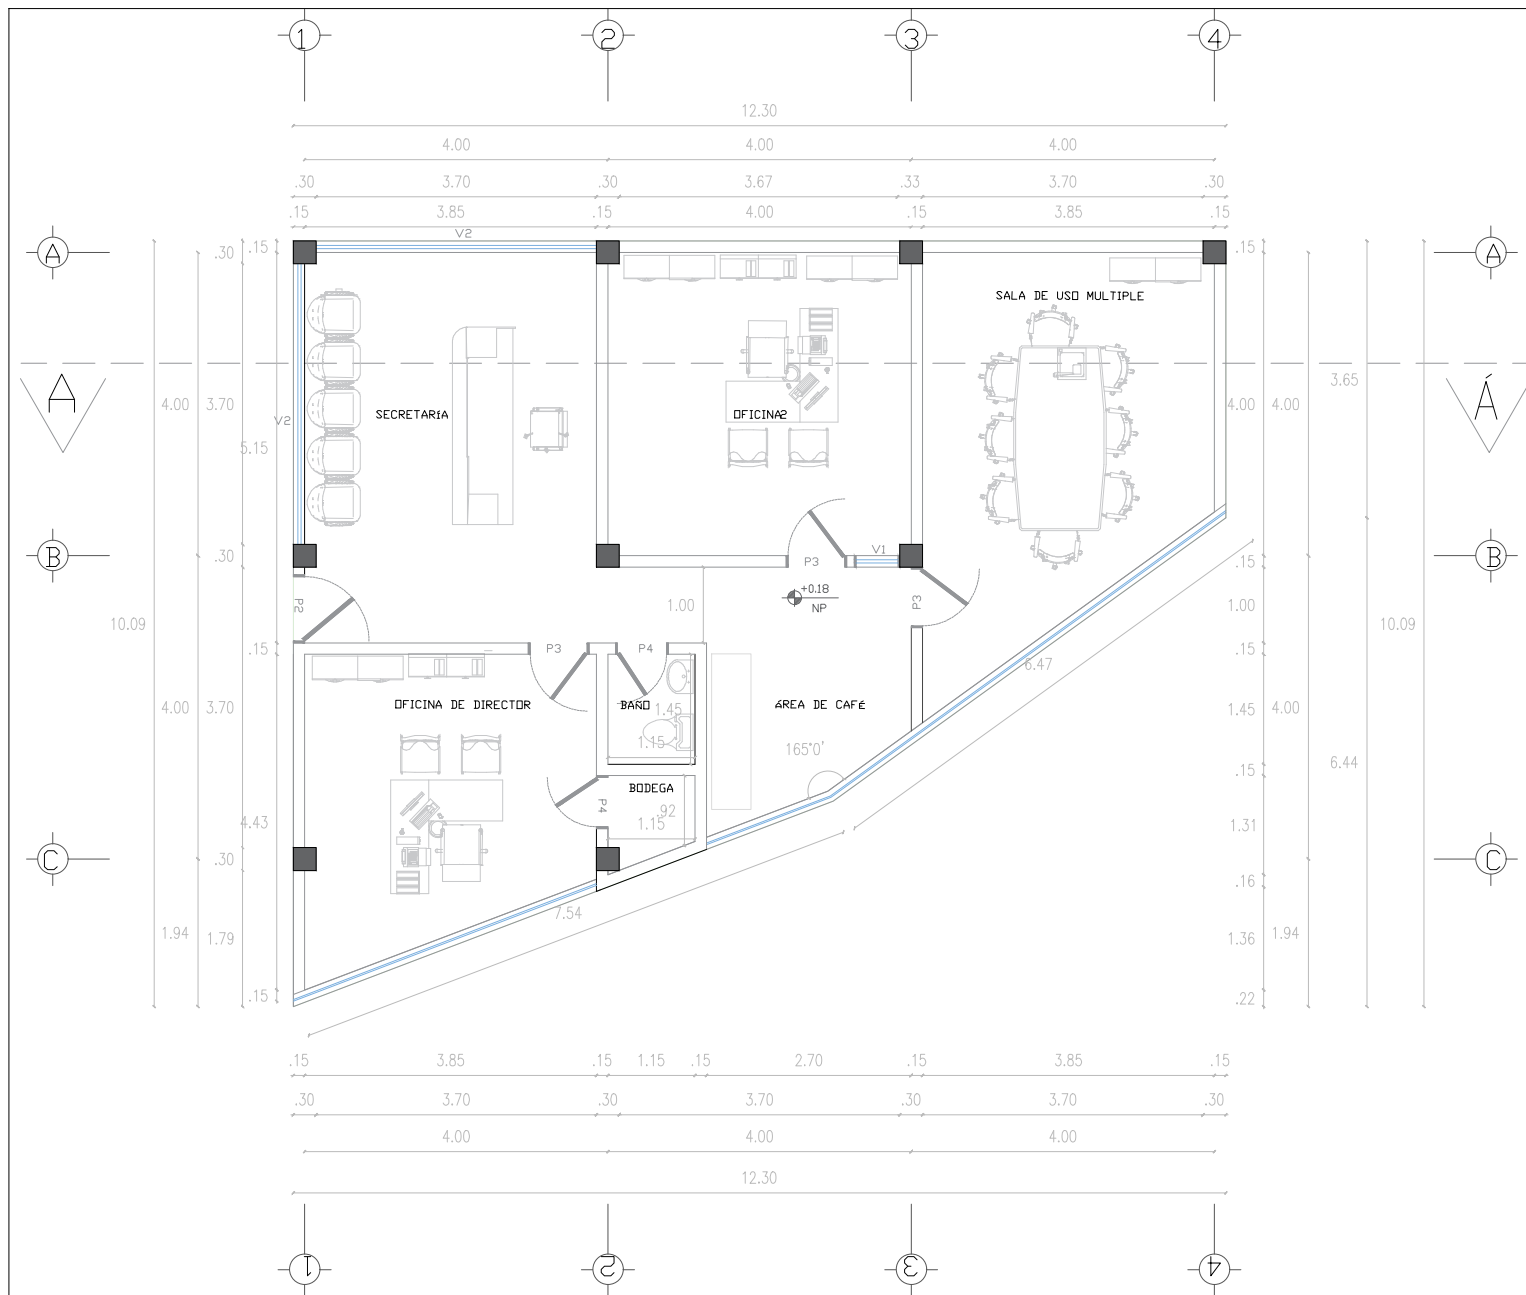 1 2 3 4
12.30
4.00 4.00 4.00
.30 3.70 .30 3.67 .33 3.70 .30
.15 3.85 .15 4.00 .15 3.85 .15
V2
A .30 .15 .15 A
SALA DE USO MULTIPLE
A Á
3.65
4.00 3.70 V2 SECRETARÍA OFICINA2 4.00 4.00
5.15
B .30 V1 B
P3 .15
+0.18
NP
P2 1.00 P3 1.00
10.09 10.09
.15 P3 P4 .15
6.47
4.00 3.70 OFICINA DE DIRECTOR BAÑO 1.45 ÁREA DE CAFÉ 1.45 4.00
1.15 165°0'
6.44
.15
BODEGA
P4 .92
4.43 1.15 1.31
C .30 C
.16
7.54
1.94 1.79 1.36 1.94
.15 .22
.15 3.85 .15 1.15 .15 2.70 .15 3.85 .15
.30 3.70 .30 3.70 .30 3.70 .30
4.00 4.00 4.00
12.30
1 2 3 4